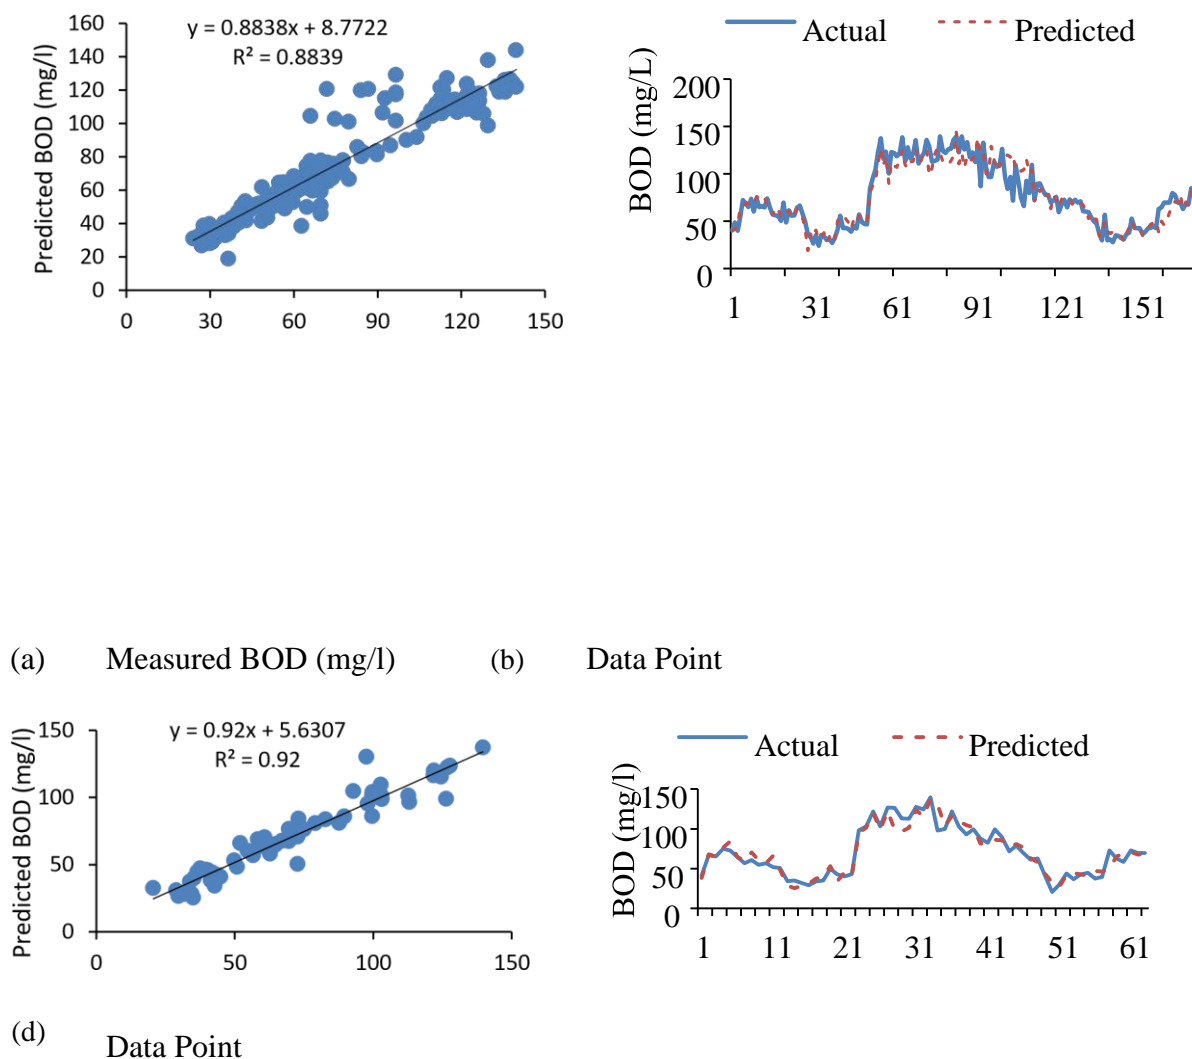 y = 0.8838x + 8.7722
R² = 0.8839
Predicted BOD (mg/l)
160
140
120
100
80
60
40
20
0
0 30 60 90 120 150
Actual Predicted
BOD (mg/L)
200
150
100
50
0
1 31 61 91 121 151
(a) Measured BOD (mg/l) (b) Data Point
y = 0.92x + 5.6307
R² = 0.92
Predicted BOD (mg/l)
150
100
50
0
0 50 100 150
Actual Predicted
BOD (mg/l)
150
100
50
0
1 11 21 31 41 51 61
(d) Data Point